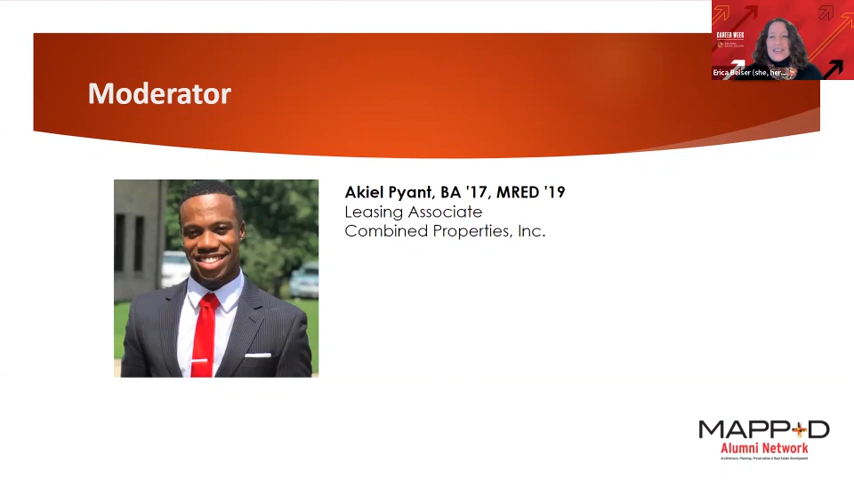 CAREER WEEK
Erica Belser (she, her...
Moderator
Akiel Pyant, BA '17, MRED '19
Leasing Associate
Combined Properties, Inc.
MAPP+D
Alumni Network
Architecture, Planning, Preservation & Real Estate Development